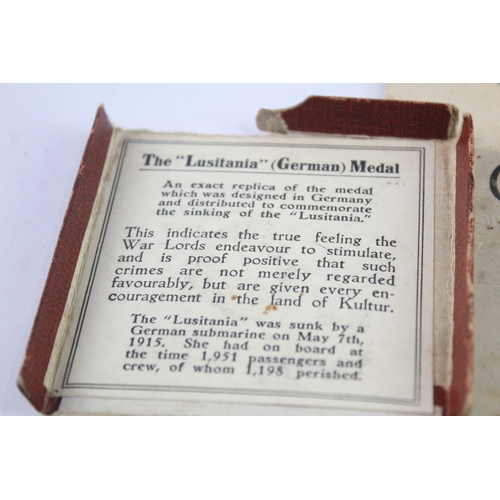 The "Lusitania" (German) Medal
An exact replica of the medal
which was designed in Germany
and distributed to commemorate
the sinking of the "Lusitania."
This indicates the true feeling the
War Lords endeavour to stimulate,
and is proof positive that such
crimes are not merely regarded
favourably, but are given every en-
couragement in the land of Kultur.
The "Lusitania" was sunk by a
German submarine on May 7th,
1915. She had on board at
the time 1,951 passengers and
crew, of whom 1,198 perished.